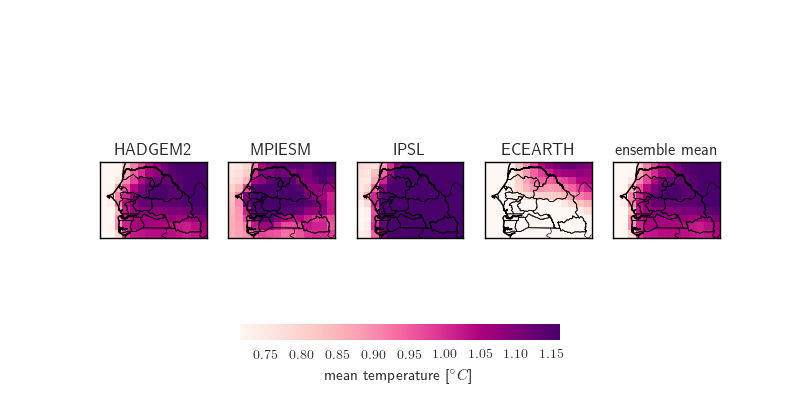 HADGEM2 MPIESM IPSL ECEARTH ensemble mean
0.75 0.80 0.85 0.90 0.95 1.00 1.05 1.10 1.15
mean temperature [°C]